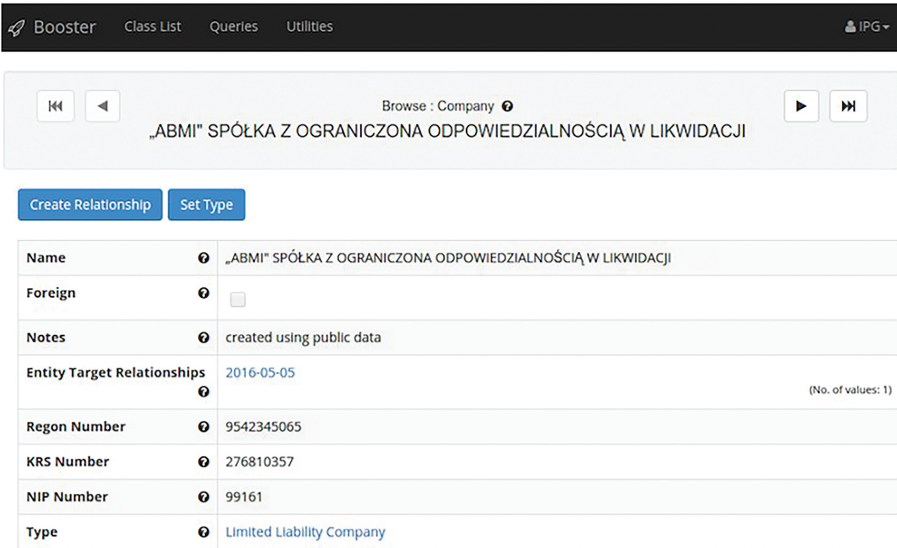 Booster Class List Queries Utilities IPG
Browse : Company
„ABMI" SPÓŁKA Z OGRANICZONA ODPOWIEDZIALNOŚCIĄ W LIKWIDACJI
Create Relationship Set Type
Name ? „ABMI" SPÓŁKA Z OGRANICZONA ODPOWIEDZIALNOŚCIĄ W LIKWIDACJI
Foreign ?
Notes ? created using public data
Entity Target Relationships 2016-05-05
? (No. of values: 1)
Regon Number ? 9542345065
KRS Number ? 276810357
NIP Number ? 99161
Type ? Limited Liability Company